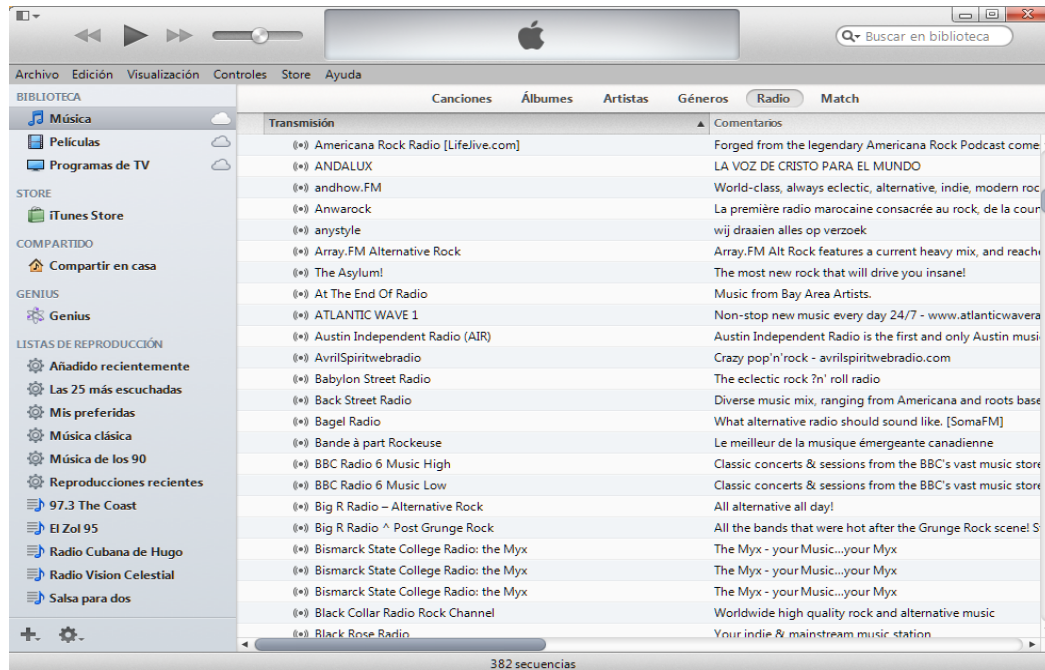 Buscar en biblioteca
Archivo Edición Visualización Controles Store Ayuda
BIBLIOTECA
Música
Películas
Programas de TV
STORE
iTunes Store
COMPARTIDO
Compartir en casa
GENIUS
Genius
LISTAS DE REPRODUCCIÓN
Añadido recientemente
Las 25 más escuchadas
Mis preferidas
Música clásica
Música de los 90
Reproducciones recientes
97.3 The Coast
El Zol 95
Radio Cubana de Hugo
Radio Vision Celestial
Salsa para dos
Canciones Álbumes Artistas Géneros Radio Match
Transmisión Comentarios
Americana Rock Radio [LifeJive.com] Forged from the legendary Americana Rock Podcast come
ANDALUX LA VOZ DE CRISTO PARA EL MUNDO
andhow.FM World-class, always eclectic, alternative, indie, modern roc
Anwarock La première radio marocaine consacrée au rock, de la cour
anystyle wij draaien alles op verzoek
Array.FM Alternative Rock Array.FM Alt Rock features a current heavy mix, and reache
The Asylum! The most new rock that will drive you insane!
At The End Of Radio Music from Bay Area Artists.
ATLANTIC WAVE 1 Non-stop new music every day 24/7 - www.atlanticwavera
Austin Independent Radio (AIR) Austin Independent Radio is the first and only Austin musi
AvrilSpiritwebradio Crazy pop'n'rock - avrilspiritwebradio.com
Babylon Street Radio The eclectic rock ?n' roll radio
Back Street Radio Diverse music mix, ranging from Americana and roots base
Bagel Radio What alternative radio should sound like. [SomaFM]
Bande à part Rockeuse Le meilleur de la musique émergeante canadienne
BBC Radio 6 Music High Classic concerts & sessions from the BBC's vast music store
BBC Radio 6 Music Low Classic concerts & sessions from the BBC's vast music store
Big R Radio – Alternative Rock All alternative all day!
Big R Radio ^ Post Grunge Rock All the bands that were hot after the Grunge Rock scene! S
Bismarck State College Radio: the Myx The Myx - your Music...your Myx
Bismarck State College Radio: the Myx The Myx - your Music...your Myx
Bismarck State College Radio: the Myx The Myx - your Music...your Myx
Black Collar Radio Rock Channel Worldwide high quality rock and alternative music
Black Rose Radio Your indie & mainstream music station
382 secuencias